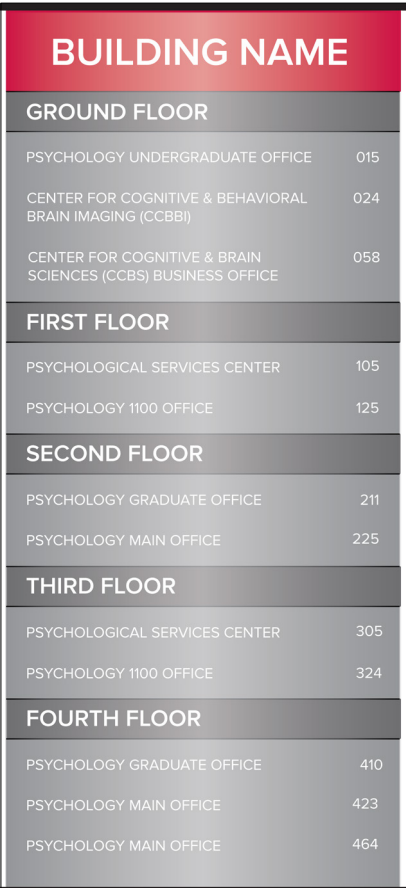 BUILDING NAME
GROUND FLOOR
PSYCHOLOGY UNDERGRADUATE OFFICE 015
CENTER FOR COGNITIVE & BEHAVIORAL 024
BRAIN IMAGING (CCBBI)
CENTER FOR COGNITIVE & BRAIN 058
SCIENCES (CCBS) BUSINESS OFFICE
FIRST FLOOR
PSYCHOLOGICAL SERVICES CENTER 105
PSYCHOLOGY 1100 OFFICE 125
SECOND FLOOR
PSYCHOLOGY GRADUATE OFFICE 211
PSYCHOLOGY MAIN OFFICE 225
THIRD FLOOR
PSYCHOLOGICAL SERVICES CENTER 305
PSYCHOLOGY 1100 OFFICE 324
FOURTH FLOOR
PSYCHOLOGY GRADUATE OFFICE 410
PSYCHOLOGY MAIN OFFICE 423
PSYCHOLOGY MAIN OFFICE 464